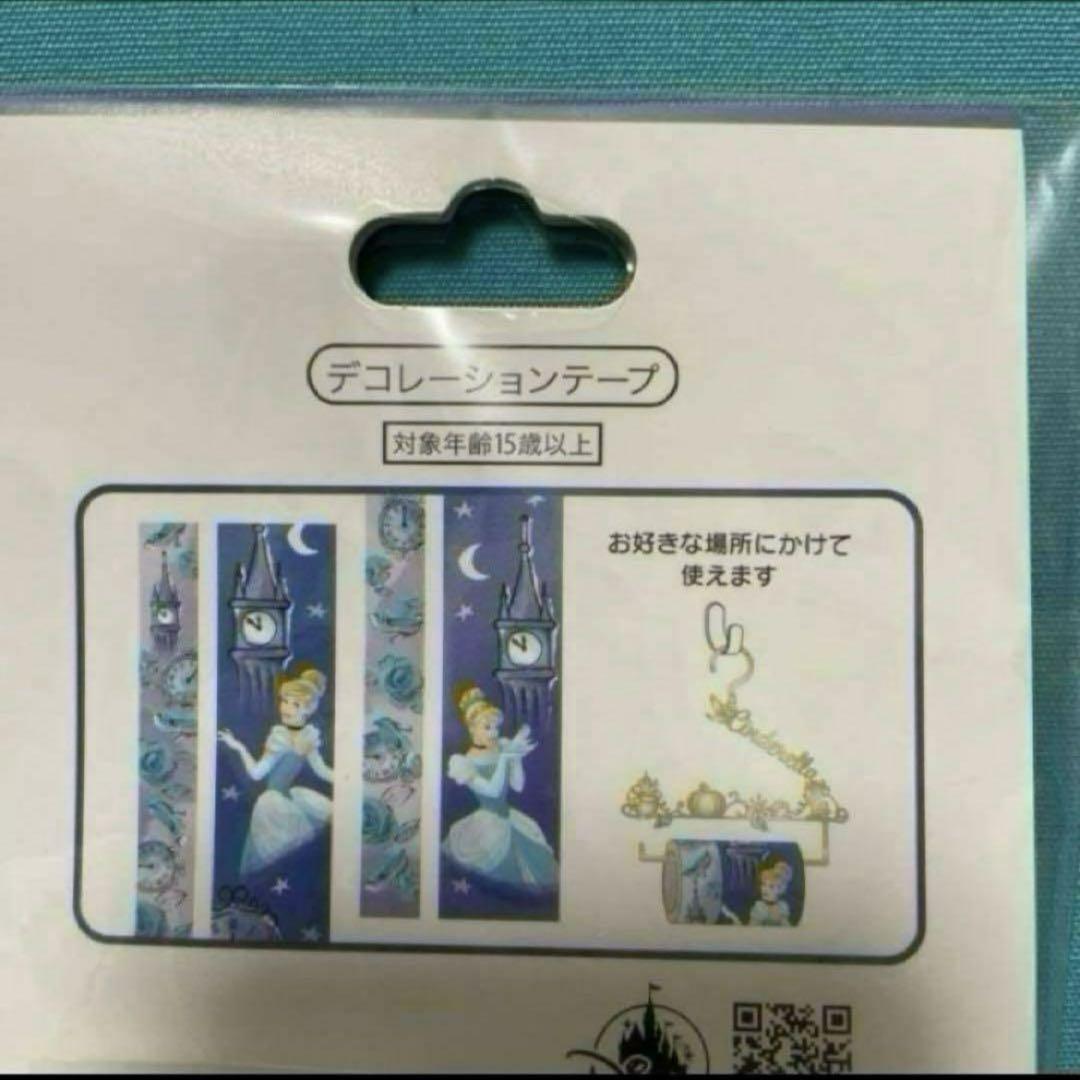 デコレーションテープ
対象年齢15歳以上
お好きな場所にかけて
使えます
Cinderella